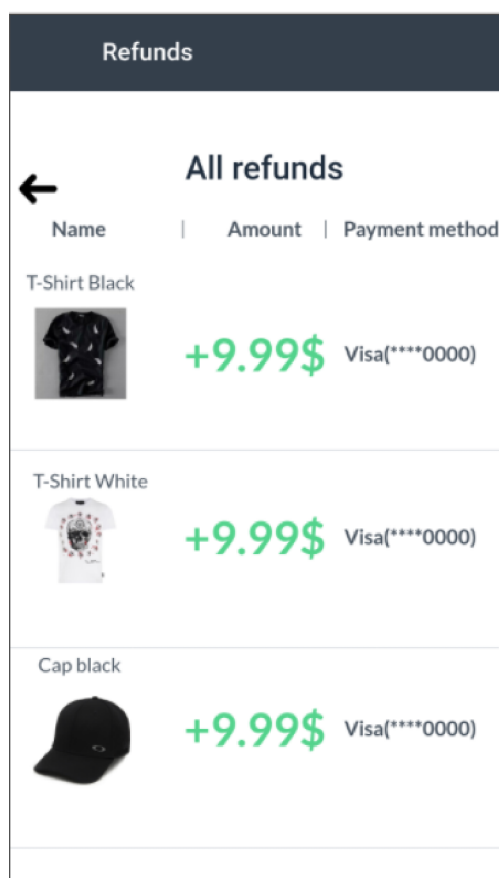 Refunds
All refunds
Name | Amount | Payment method
T-Shirt Black
+9.99$ Visa(****0000)
T-Shirt White
+9.99$ Visa(****0000)
Cap black
+9.99$ Visa(****0000)